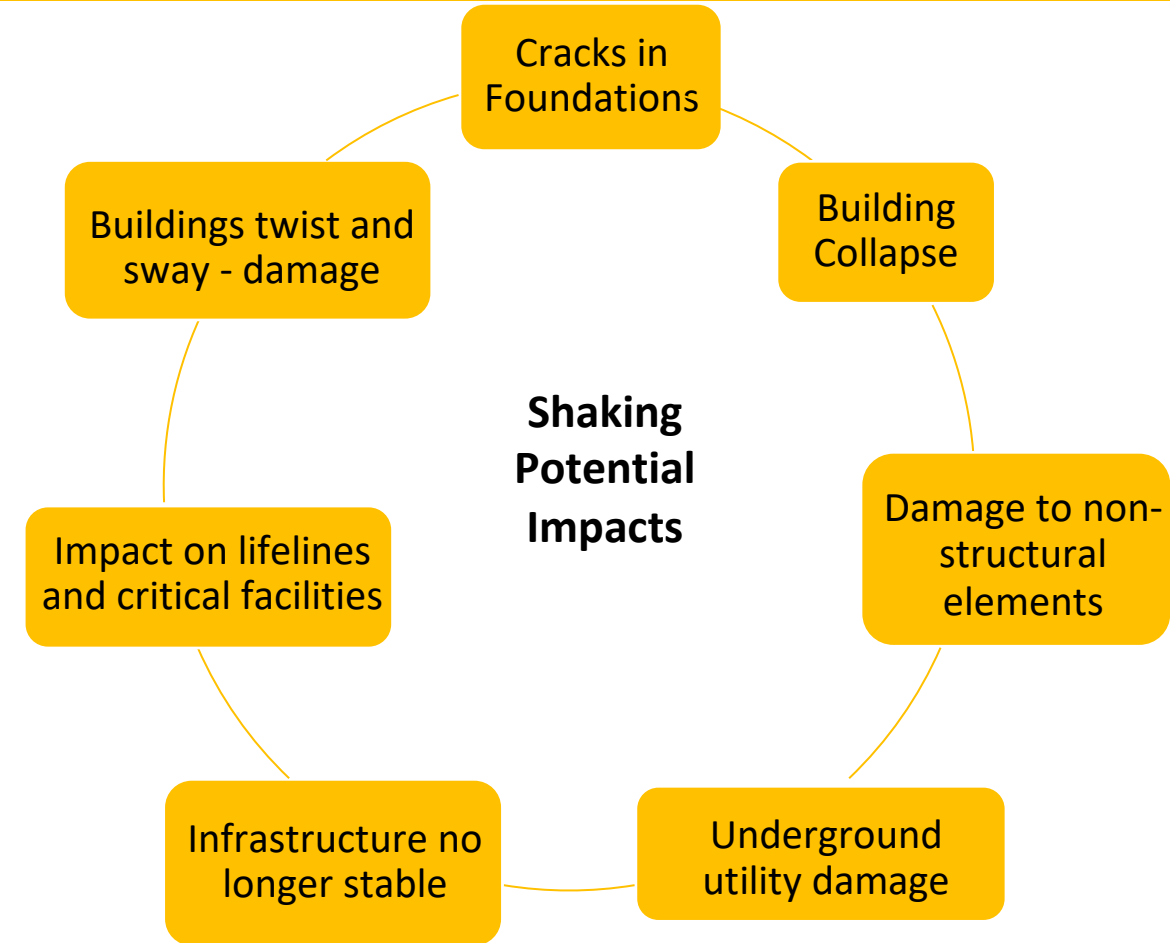 Cracks in
Foundations
Building
Collapse
Damage to non-
structural
elements
Underground
utility damage
Infrastructure no
longer stable
Impact on lifelines
and critical facilities
Buildings twist and
sway - damage
Shaking
Potential
Impacts